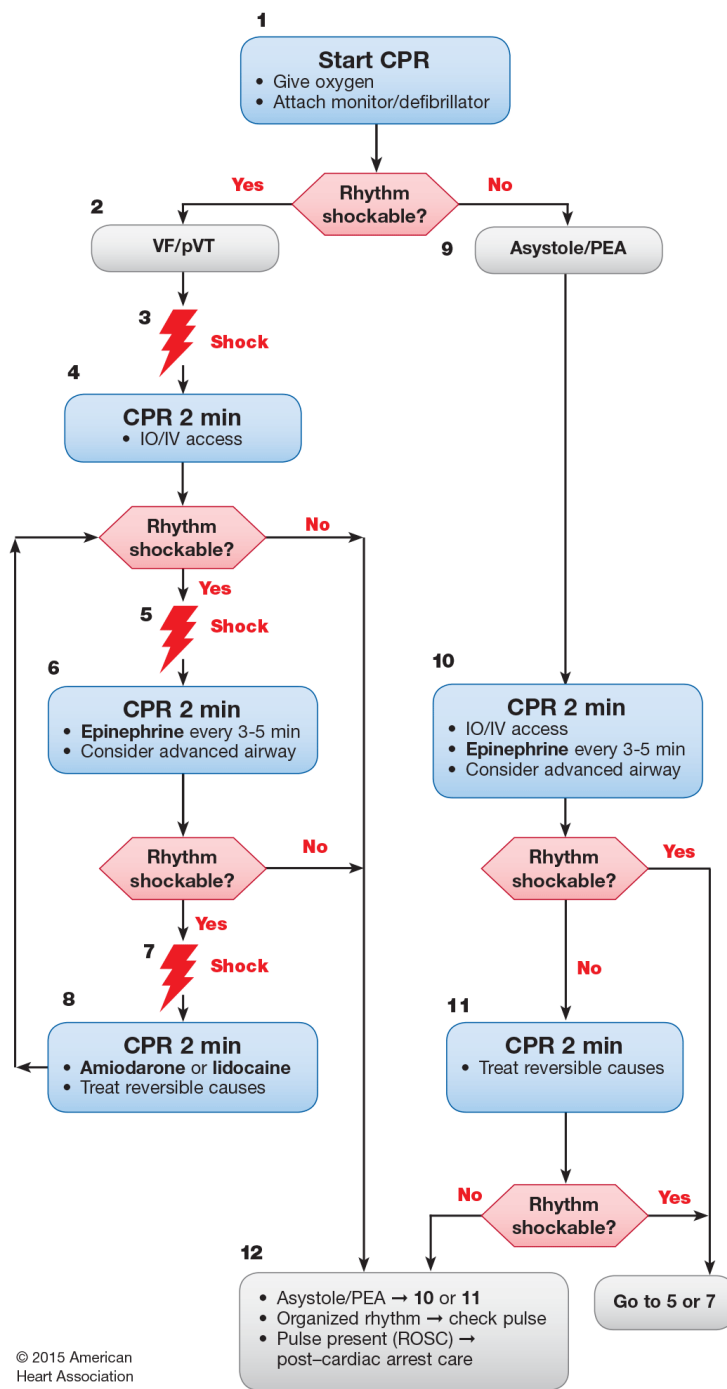 1
Start CPR
• Give oxygen
• Attach monitor/defibrillator
Rhythm
shockable?
Yes
No
2
VF/pVT
9
Asystole/PEA
3
Shock
4
CPR 2 min
• IO/IV access
Rhythm
shockable?
No
Yes
5
Shock
6
CPR 2 min
• Epinephrine every 3-5 min
• Consider advanced airway
Rhythm
shockable?
No
Yes
7
Shock
8
CPR 2 min
• Amiodarone or lidocaine
• Treat reversible causes
10
CPR 2 min
• IO/IV access
• Epinephrine every 3-5 min
• Consider advanced airway
Rhythm
shockable?
Yes
No
11
CPR 2 min
• Treat reversible causes
Rhythm
shockable?
No
Yes
12
• Asystole/PEA → 10 or 11
• Organized rhythm → check pulse
• Pulse present (ROSC) →
post–cardiac arrest care
Go to 5 or 7
© 2015 American
Heart Association